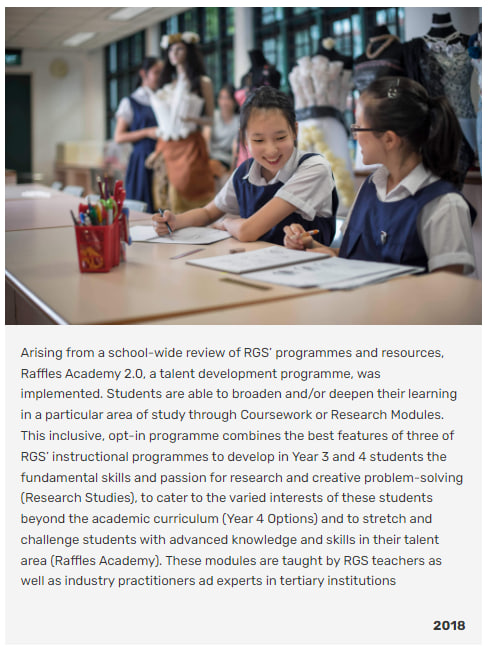 Arising from a school-wide review of RGS’ programmes and resources,
Raffles Academy 2.0, a talent development programme, was
implemented. Students are able to broaden and/or deepen their learning
in a particular area of study through Coursework or Research Modules.
This inclusive, opt-in programme combines the best features of three of
RGS’ instructional programmes to develop in Year 3 and 4 students the
fundamental skills and passion for research and creative problem-solving
(Research Studies), to cater to the varied interests of these students
beyond the academic curriculum (Year 4 Options) and to stretch and
challenge students with advanced knowledge and skills in their talent
area (Raffles Academy). These modules are taught by RGS teachers as
well as industry practitioners ad experts in tertiary institutions
2018